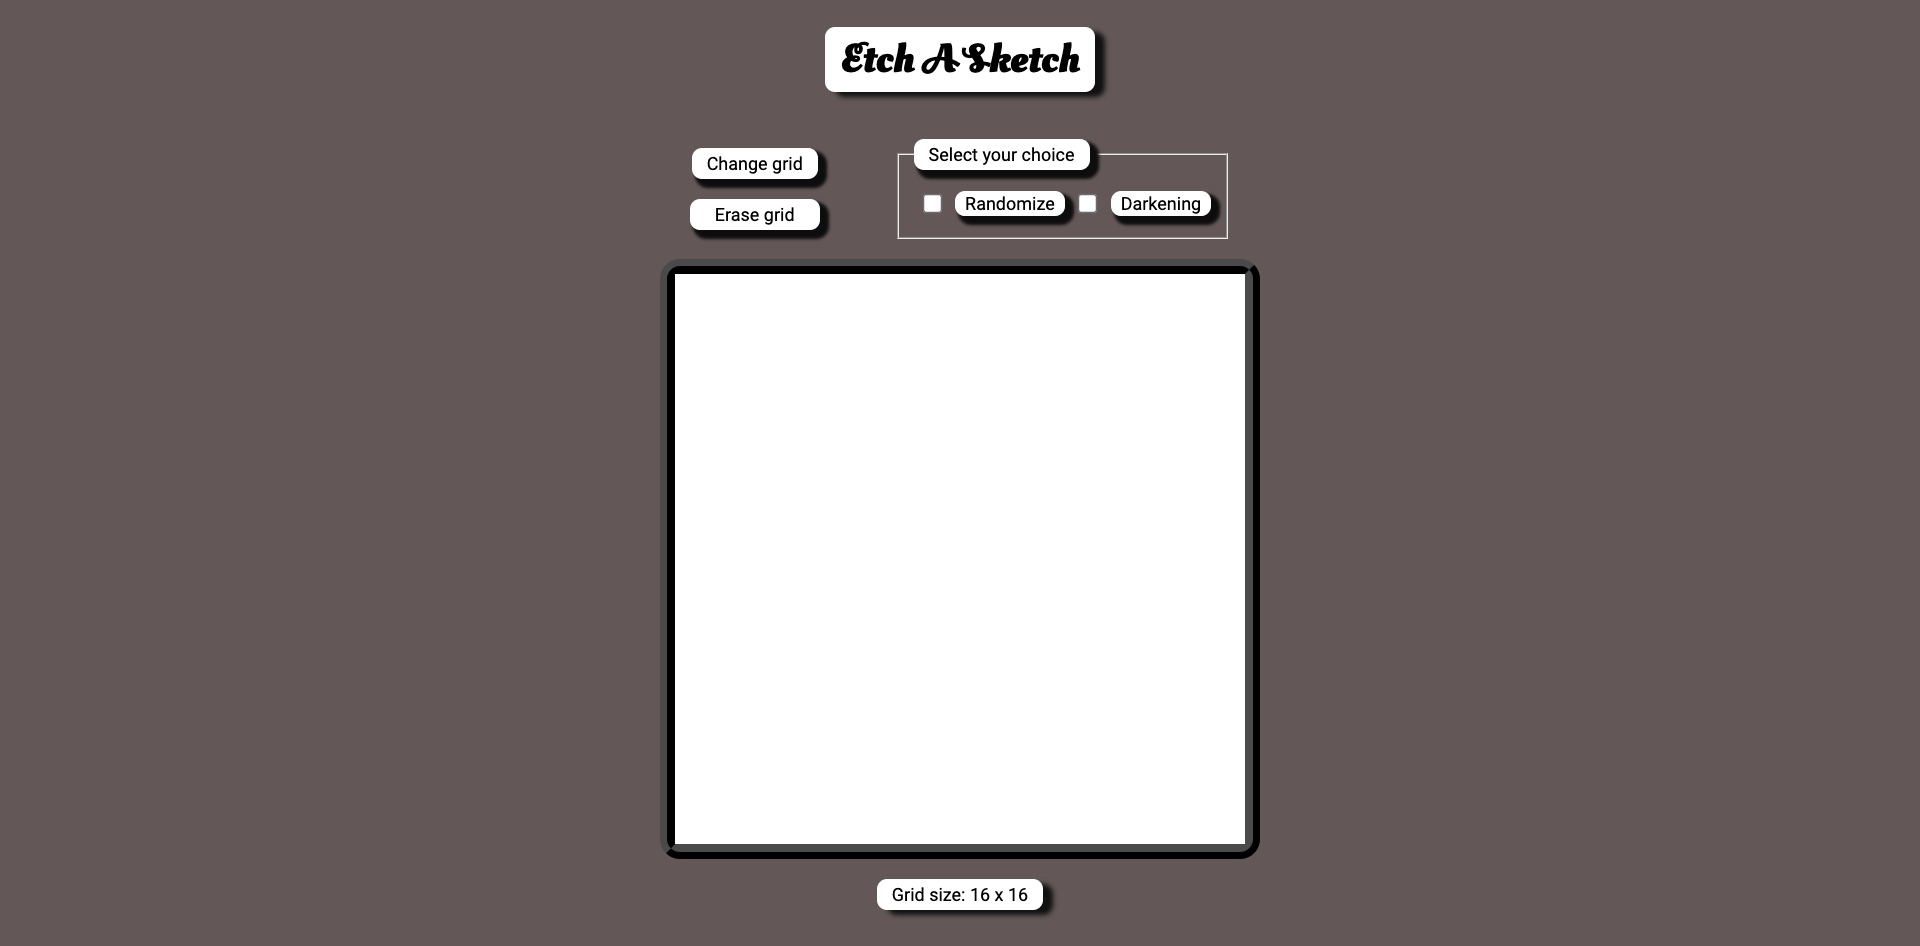 Etch A Sketch
Change grid
Select your choice
Randomize
Darkening
Erase grid
Grid size: 16 x 16